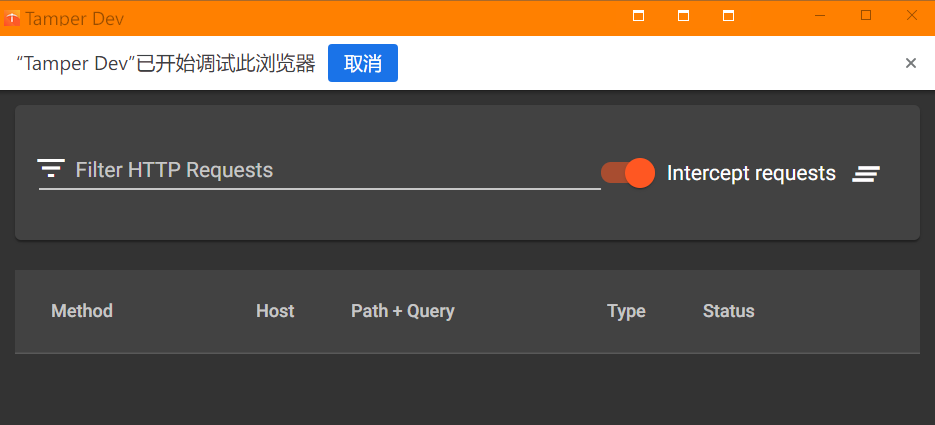 Tamper Dev
“Tamper Dev”已开始调试此浏览器 取消
Filter HTTP Requests Intercept requests
Method Host Path + Query Type Status